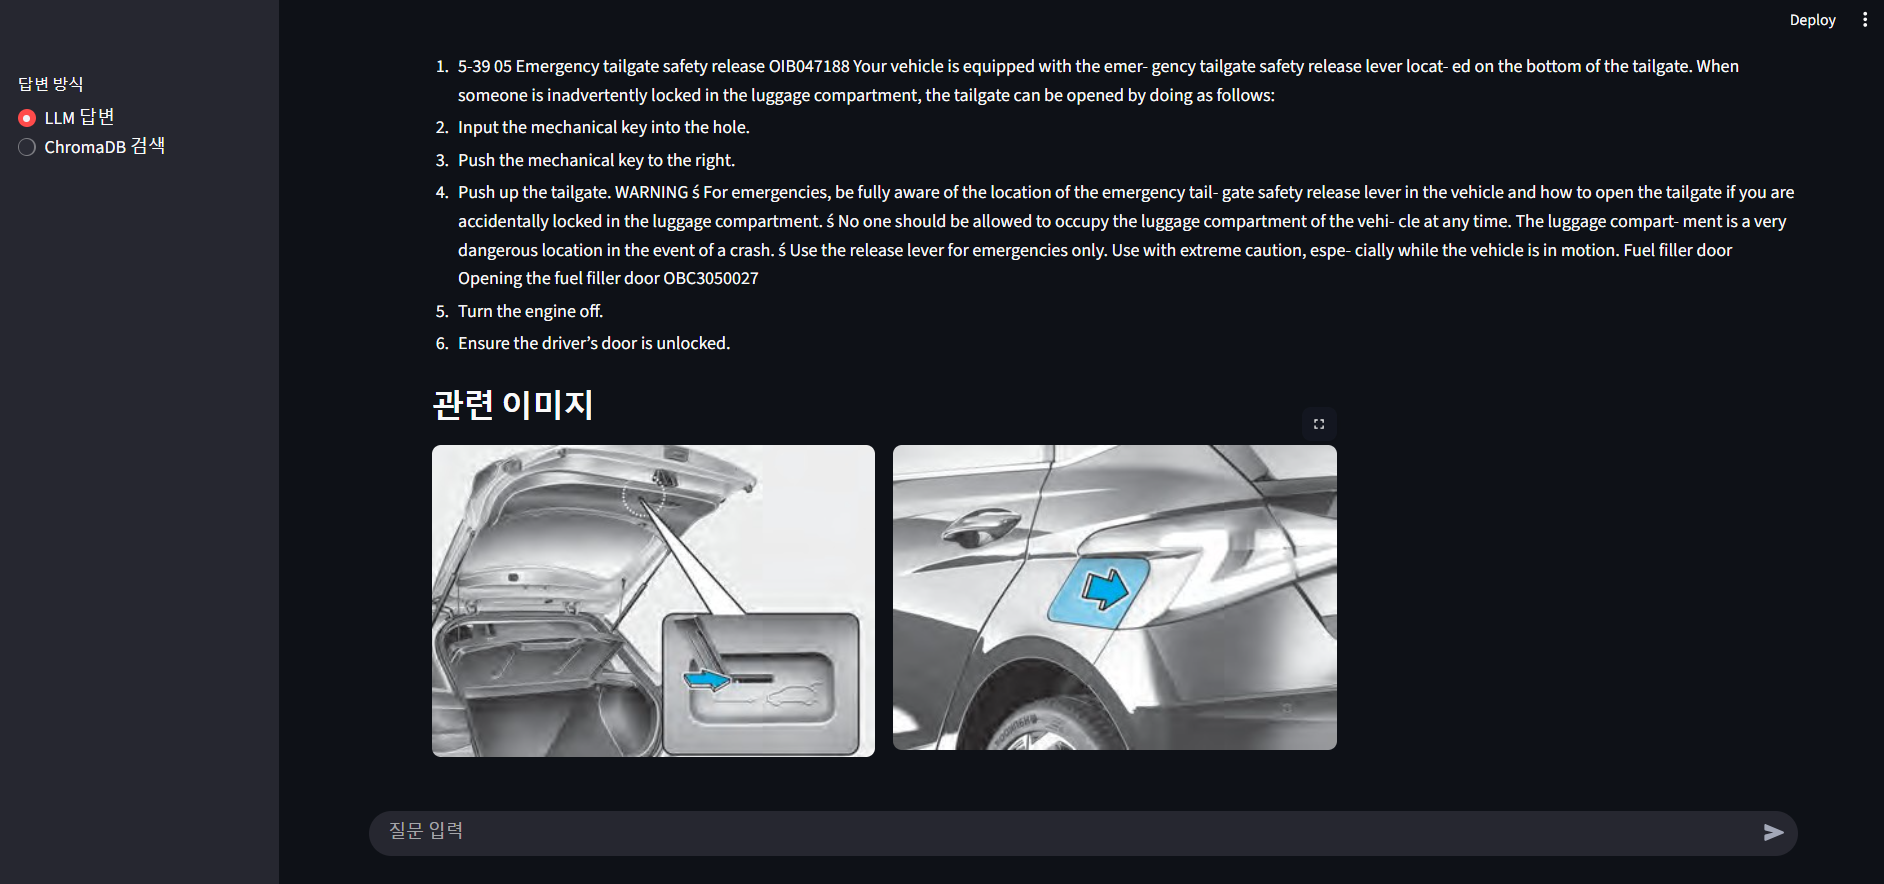 Deploy
답변 방식
LLM 답변
ChromaDB 검색
1. 5-39 05 Emergency tailgate safety release OIB047188 Your vehicle is equipped with the emer- gency tailgate safety release lever locat- ed on the bottom of the tailgate. When
someone is inadvertently locked in the luggage compartment, the tailgate can be opened by doing as follows:
2. Input the mechanical key into the hole.
3. Push the mechanical key to the right.
4. Push up the tailgate. WARNING ś For emergencies, be fully aware of the location of the emergency tail- gate safety release lever in the vehicle and how to open the tailgate if you are
accidentally locked in the luggage compartment. ś No one should be allowed to occupy the luggage compartment of the vehi- cle at any time. The luggage compart- ment is a very
dangerous location in the event of a crash. ś Use the release lever for emergencies only. Use with extreme caution, espe- cially while the vehicle is in motion. Fuel filler door
Opening the fuel filler door OBC3050027
5. Turn the engine off.
6. Ensure the driver’s door is unlocked.
관련 이미지
질문 입력